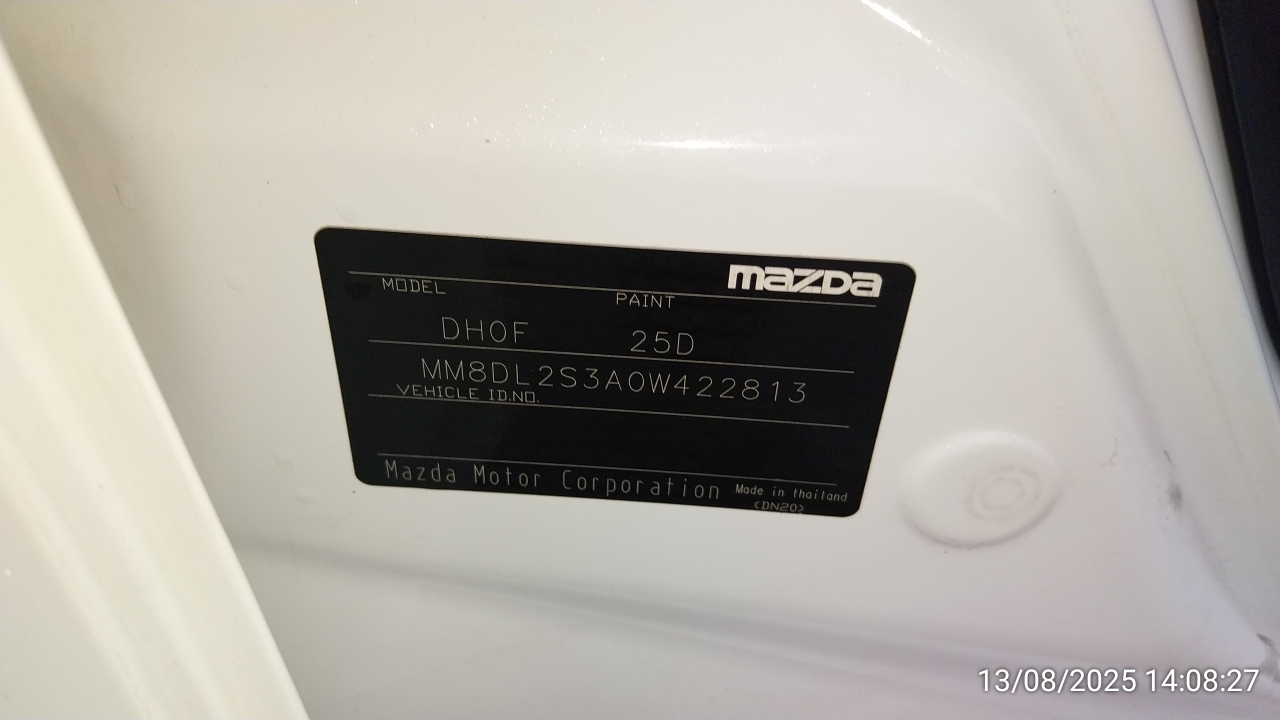 mazda
MODEL PAINT
DH0F 25D
MM8DL2S3A0W422813
VEHICLE ID.NO.
Mazda Motor Corporation Made in thailand
(DN20)
13/08/2025 14:08:27